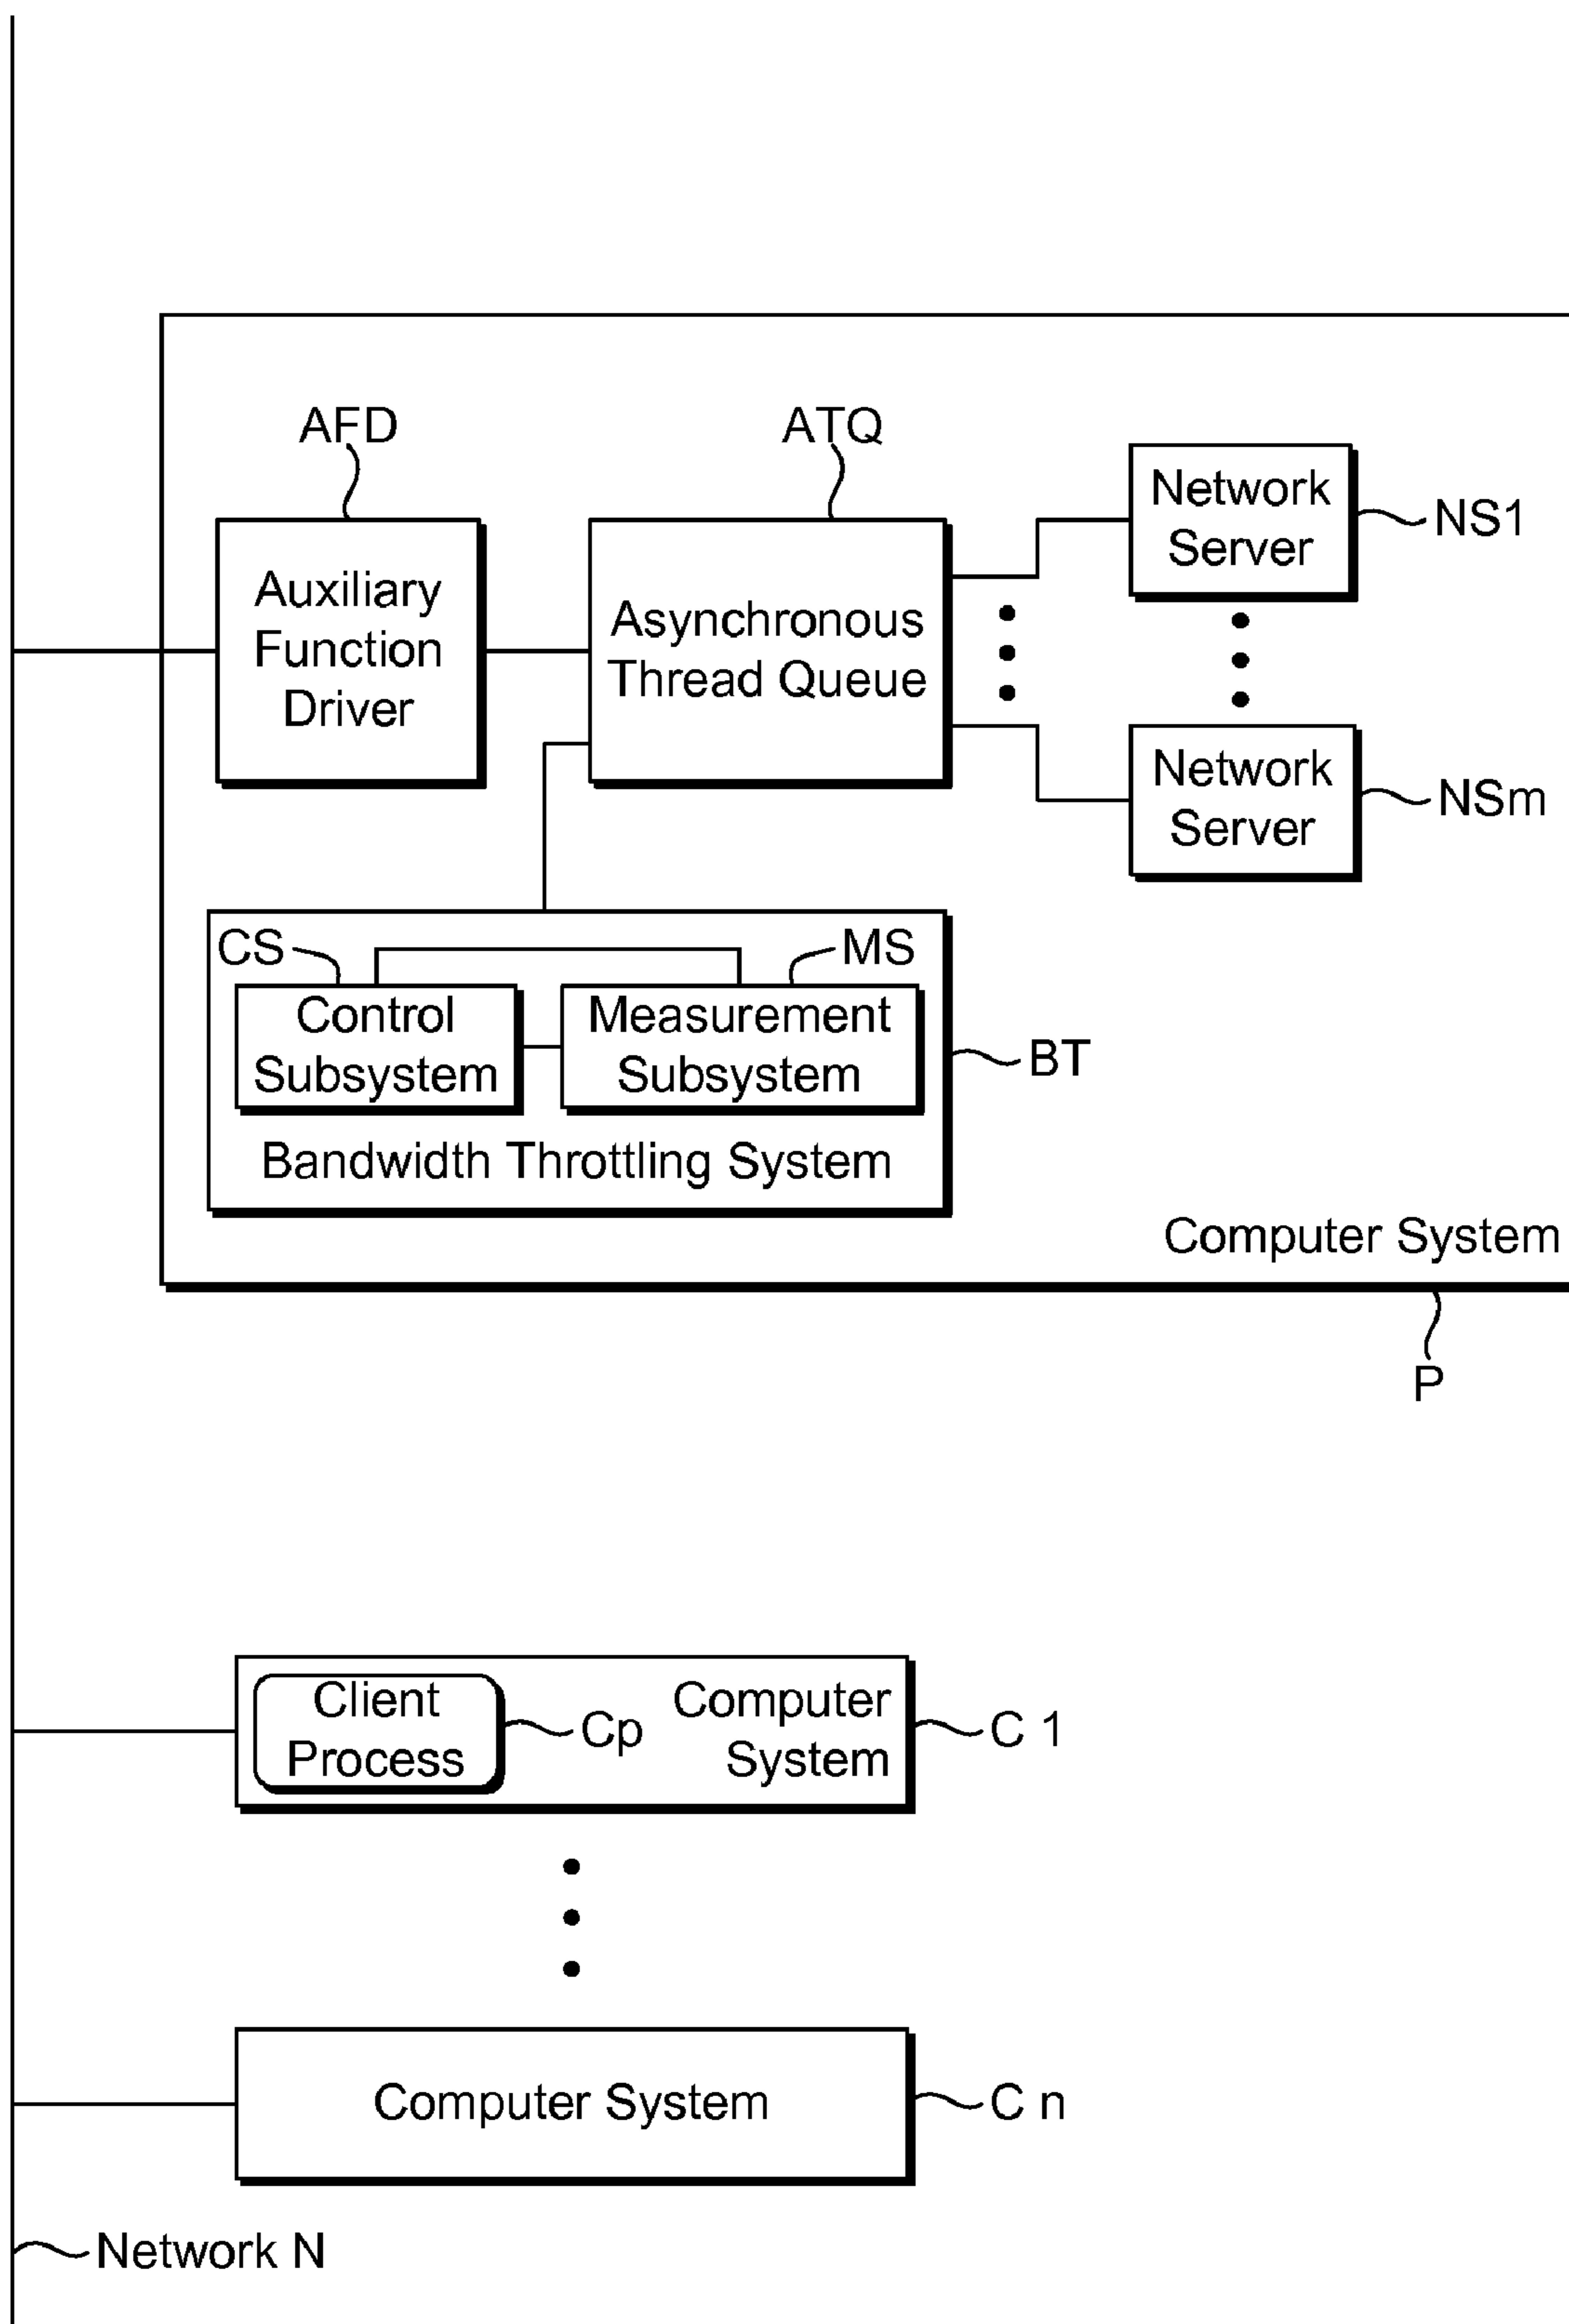 AFD
ATQ
Network
Server
NS1
Auxiliary
Function
Driver
Asynchronous
Thread Queue
Network
Server
NSm
CS
MS
Control
Subsystem
Measurement
Subsystem
BT
Bandwidth Throttling System
Computer System
P
Client
Process
Cp
Computer
System
C 1
Computer System
C n
Network N